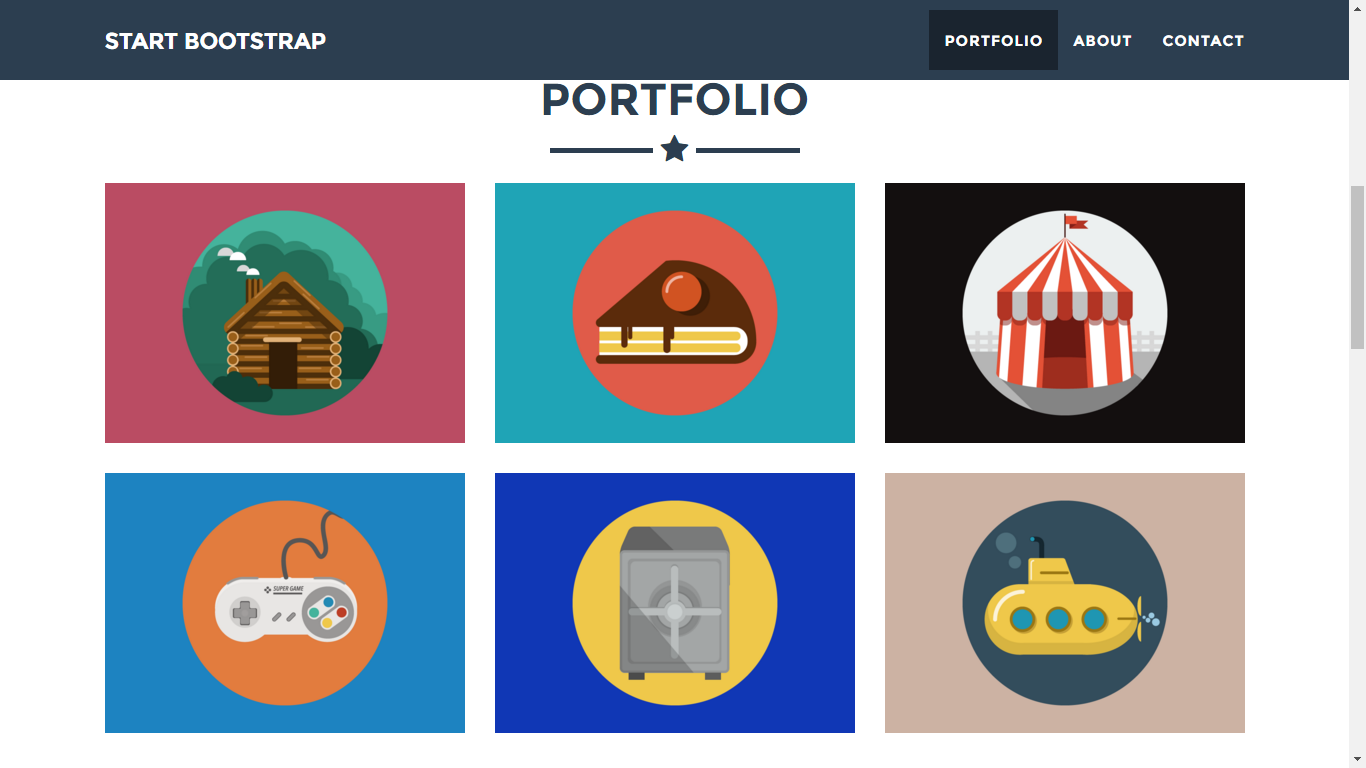 START BOOTSTRAP
PORTFOLIO ABOUT CONTACT
PORTFOLIO
SUPER GAME